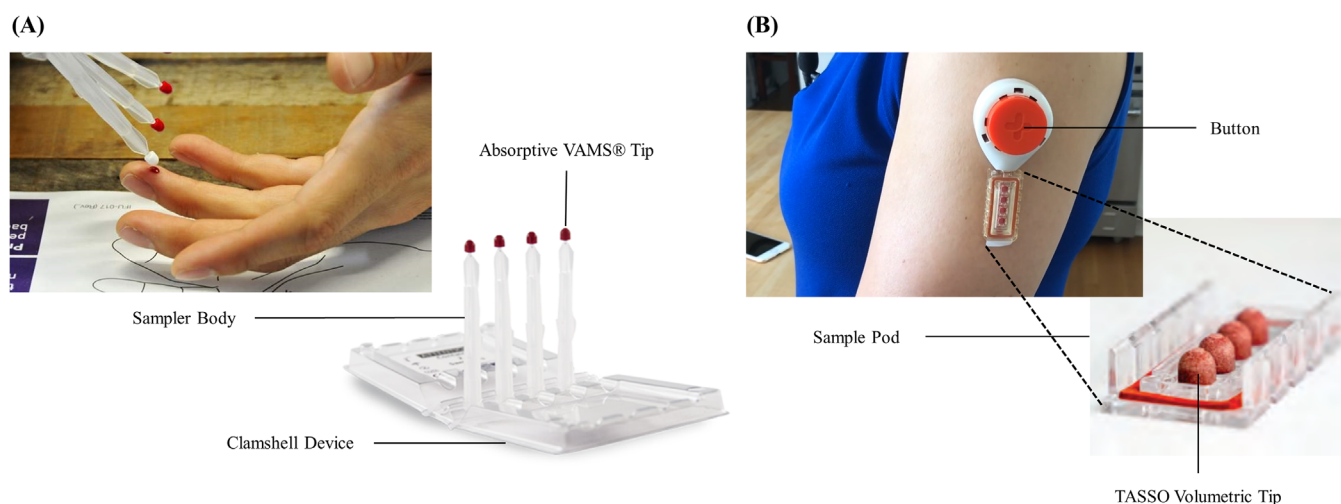 (A)
(B)
Button
Absorptive VAMS® Tip
Sampler Body
Sample Pod
Clamshell Device
TASSO Volumetric Tip